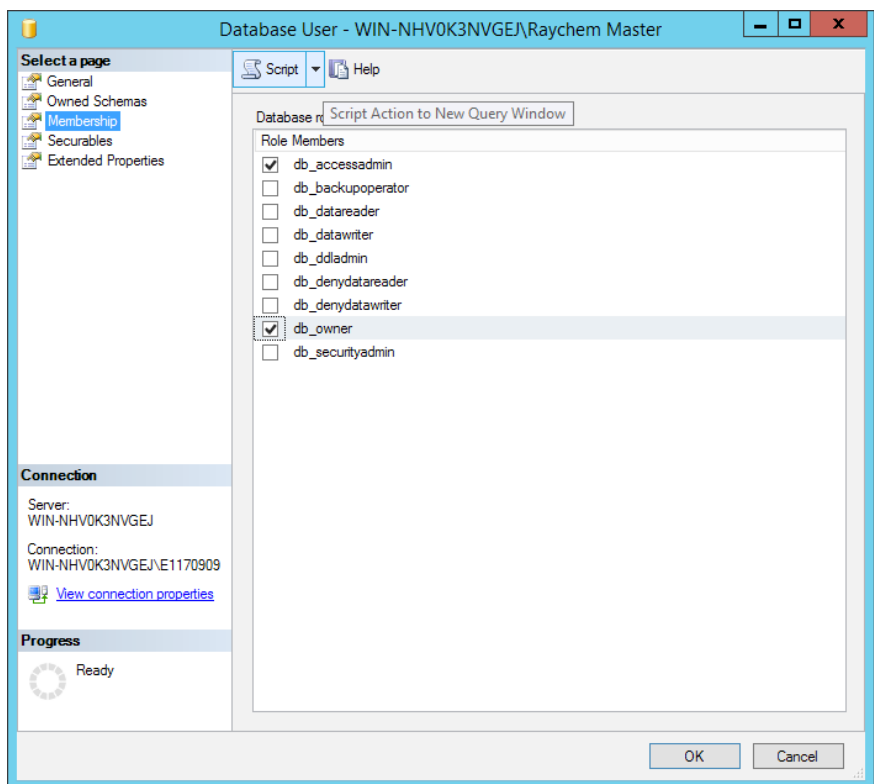 Database User - WIN-NHV0K3NVGEJ\Raychem Master
Select a page
General
Owned Schemas
Membership
Securables
Extended Properties
Script
Help
Database
Script Action to New Query Window
Role Members
db_accessadmin
db_backupoperator
db_datareader
db_datawriter
db_ddladmin
db_denydatareader
db_denydatawriter
db_owner
db_securityadmin
Connection
Server:
WIN-NHV0K3NVGEJ
Connection:
WIN-NHV0K3NVGEJ\E1170909
View connection properties
Progress
Ready
OK
Cancel